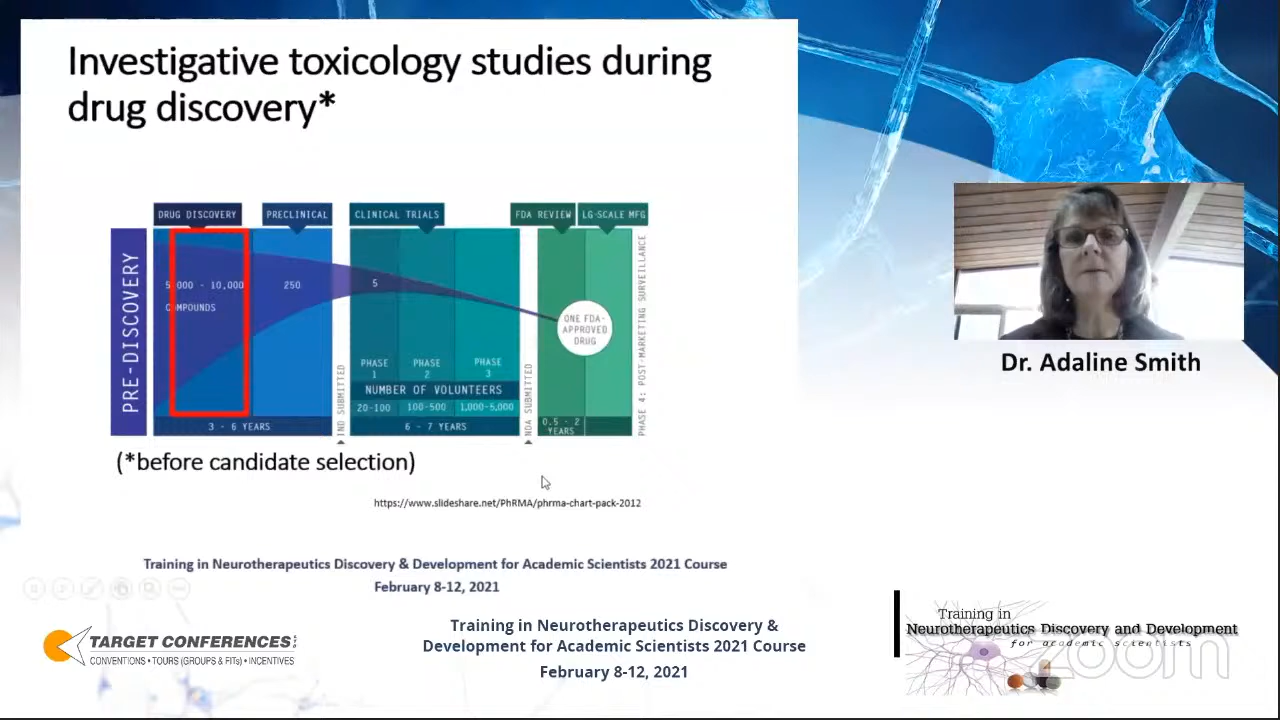 Investigative toxicology studies during
drug discovery*
DRUG DISCOVERY
PRECLINICAL
CLINICAL TRIALS
FDA REVIEW
LG-SCALE MFG
PRE-DISCOVERY
5,000 - 10,000
COMPOUNDS
250
5
ONE FDA-
APPROVED
DRUG
PHASE
1
PHASE
2
PHASE
3
NUMBER OF VOLUNTEERS
20-100
100-500
1,000-5,000
3 - 6 YEARS
IND SUBMITTED
6 - 7 YEARS
NDA SUBMITTED
0.5 - 2
YEARS
PHASE 4: POST-MARKETING SURVEILLANCE
(*before candidate selection)
https://www.slideshare.net/PhRMA/phrma-chart-pack-2012
Dr. Adaline Smith
Training in Neurotherapeutics Discovery & Development for Academic Scientists 2021 Course
February 8-12, 2021
TARGET CONFERENCES
CONVENTIONS • TOURS (GROUPS & FITs) • INCENTIVES
Training in Neurotherapeutics Discovery &
Development for Academic Scientists 2021 Course
February 8-12, 2021
Training in
Neurotherapeutics Discovery and Development
for academic scientists
zoom